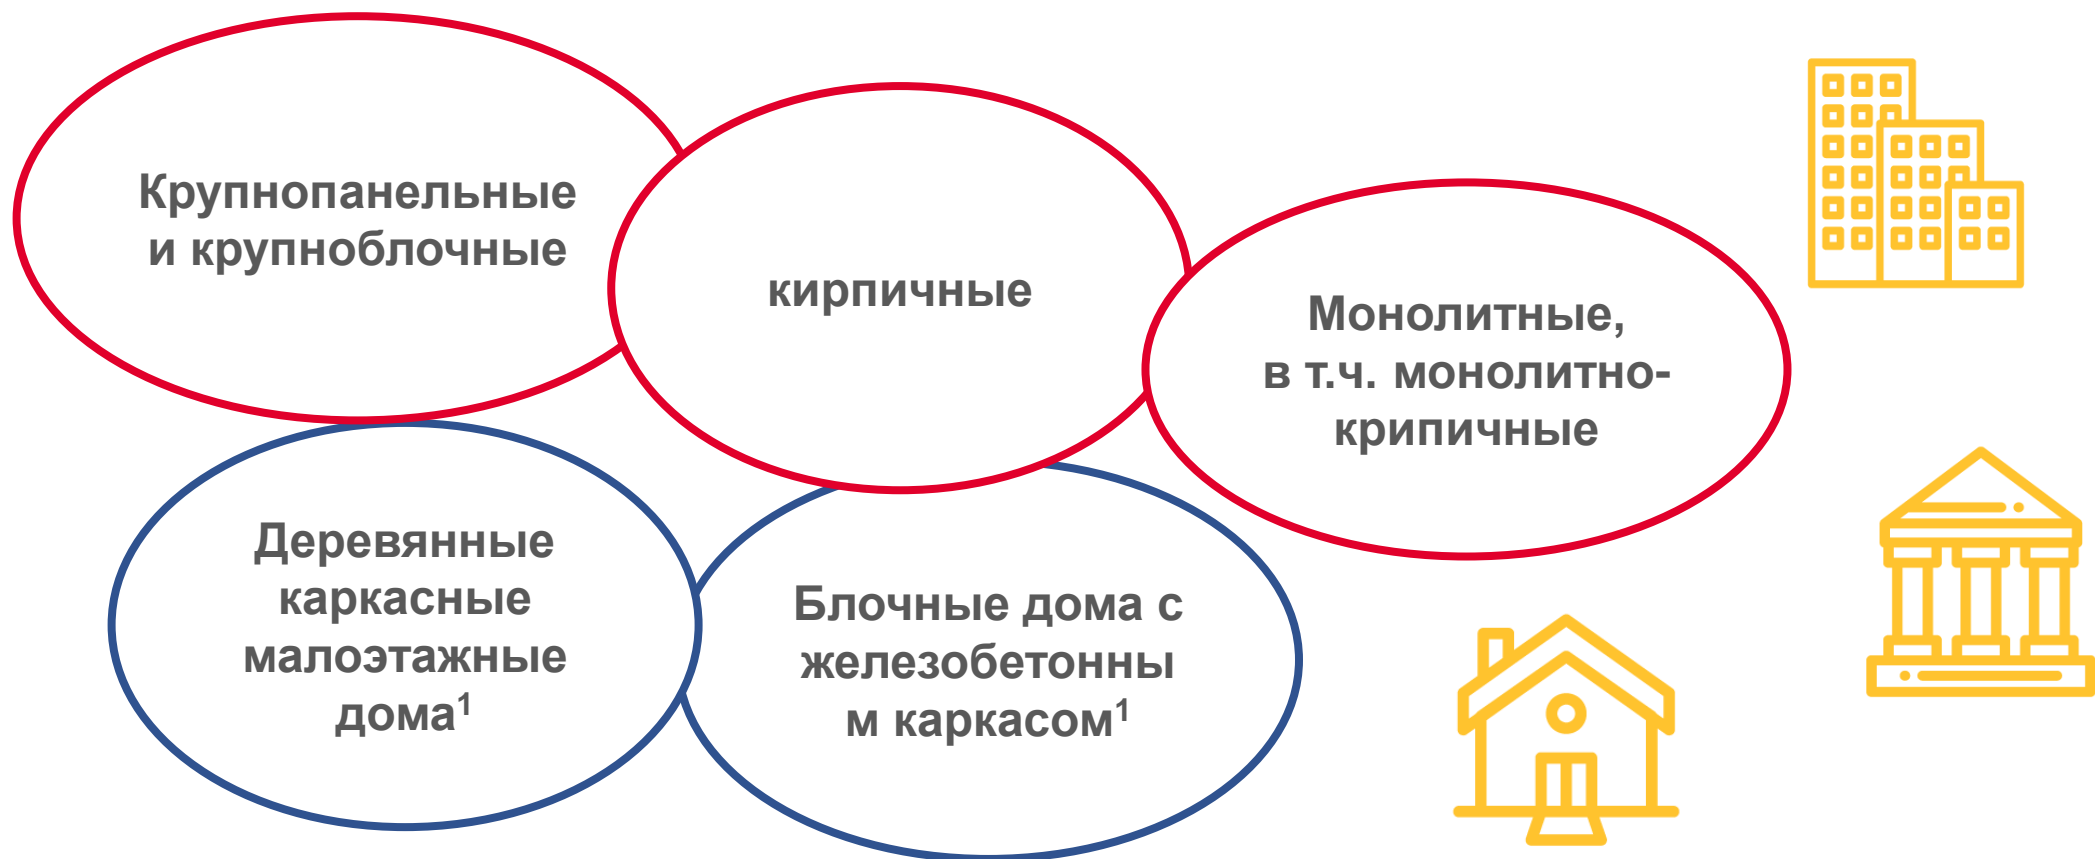 Крупнопанельные
и крупноблочные
кирпичные
Монолитные,
в т.ч. монолитно-
крипичные
Деревянные
каркасные
малоэтажные
дома¹
Блочные дома с
железобетонны
м каркасом¹